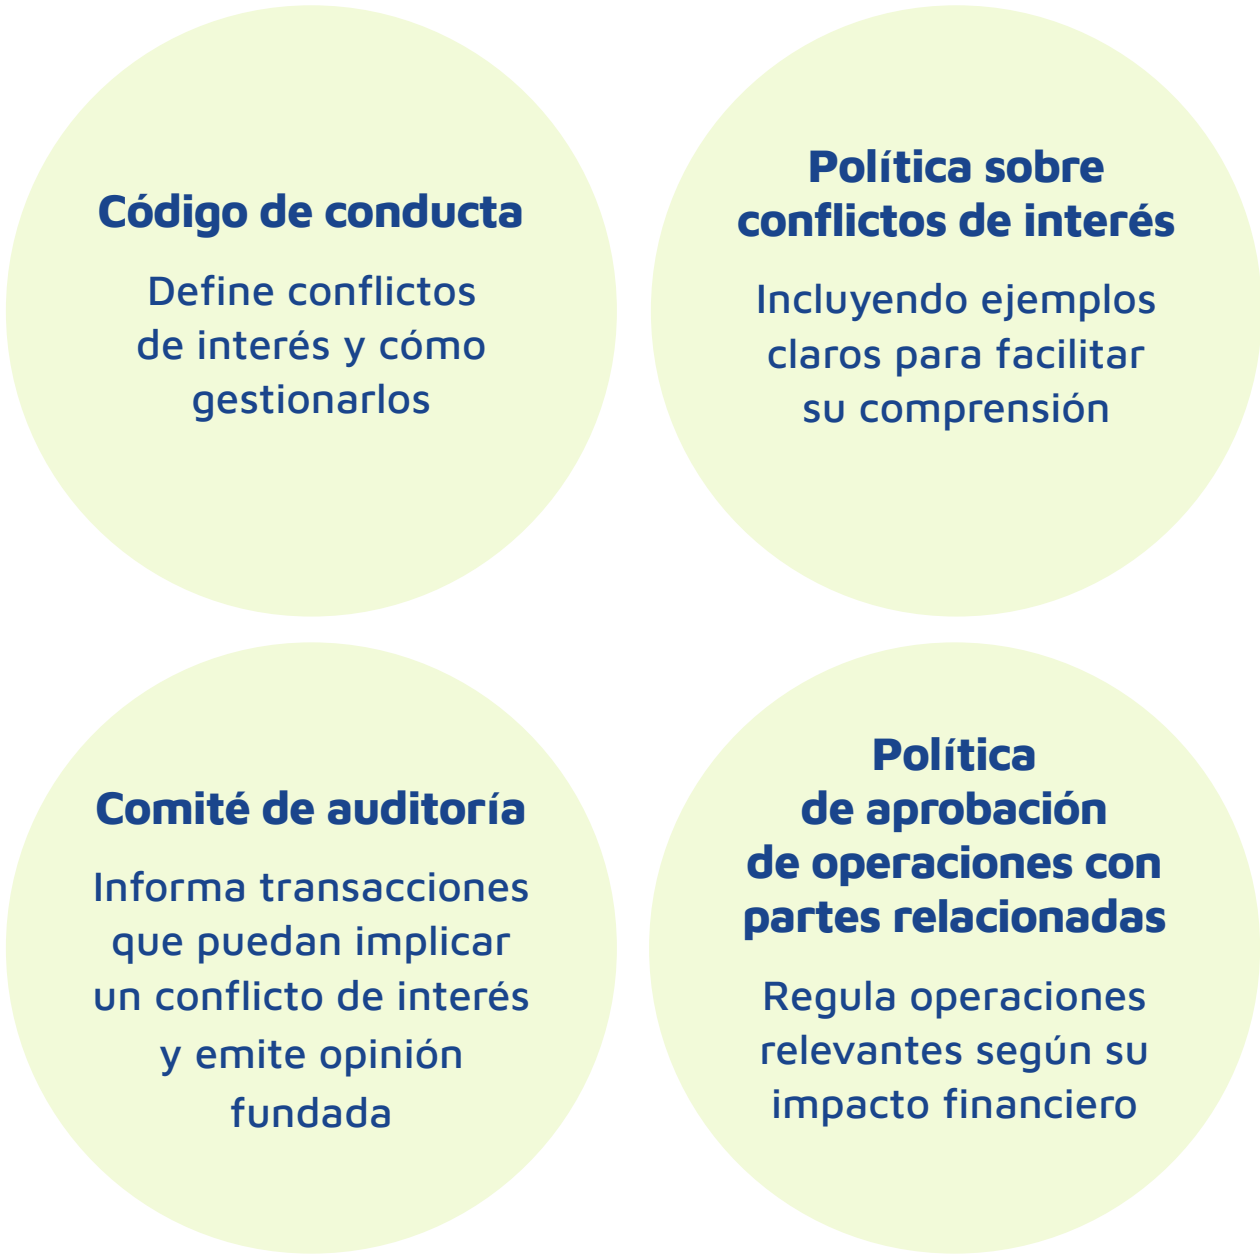 Código de conducta
Define conflictos
de interés y cómo
gestionarlos
Política sobre
conflictos de interés
Incluyendo ejemplos
claros para facilitar
su comprensión
Comité de auditoría
Informa transacciones
que puedan implicar
un conflicto de interés
y emite opinión
fundada
Política
de aprobación
de operaciones con
partes relacionadas
Regula operaciones
relevantes según su
impacto financiero